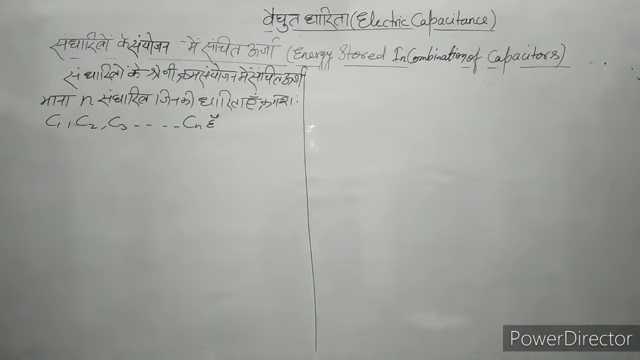 वैधुत धारिता (Electric Capacitance)
संधारित्रों के संयोजन में संचित ऊर्जा (Energy Stored In Combination of Capacitors)
संधारित्रों के श्रेणी क्रम संयोजन में संचित ऊर्जा
माना n संधारित्र जिनकी धारिताएँ क्रमशः
C₁, C₂, C₃ ----- Cn हैं
PowerDirector